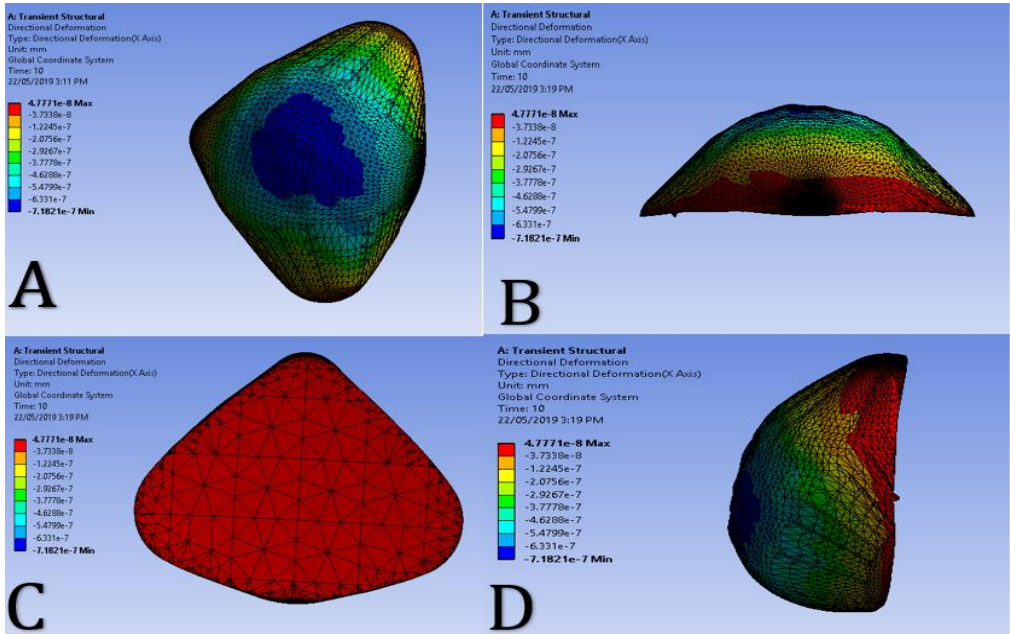 A: Transient Structural
Directional Deformation
Type: Directional Deformation(X Axis)
Unit: mm
Global Coordinate System
Time: 10
22/05/2019 3:11 PM
4.7771e-8 Max
-3.7338e-8
-1.2245e-7
-2.0756e-7
-2.9267e-7
-3.7778e-7
-4.6288e-7
-5.4799e-7
-6.331e-7
-7.1821e-7 Min
A
A: Transient Structural
Directional Deformation
Type: Directional Deformation(X Axis)
Unit: mm
Global Coordinate System
Time: 10
22/05/2019 3:19 PM
4.7771e-8 Max
-3.7338e-8
-1.2245e-7
-2.0756e-7
-2.9267e-7
-3.7778e-7
-4.6288e-7
-5.4799e-7
-6.331e-7
-7.1821e-7 Min
B
A: Transient Structural
Directional Deformation
Type: Directional Deformation(X Axis)
Unit: mm
Global Coordinate System
Time: 10
22/05/2019 3:19 PM
4.7771e-8 Max
-3.7338e-8
-1.2245e-7
-2.0756e-7
-2.9267e-7
-3.7778e-7
-4.6288e-7
-5.4799e-7
-6.331e-7
-7.1821e-7 Min
C
A: Transient Structural
Directional Deformation
Type: Directional Deformation(X Axis)
Unit: mm
Global Coordinate System
Time: 10
22/05/2019 3:19 PM
4.7771e-8 Max
-3.7338e-8
-1.2245e-7
-2.0756e-7
-2.9267e-7
-3.7778e-7
-4.6288e-7
-5.4799e-7
-6.331e-7
-7.1821e-7 Min
D